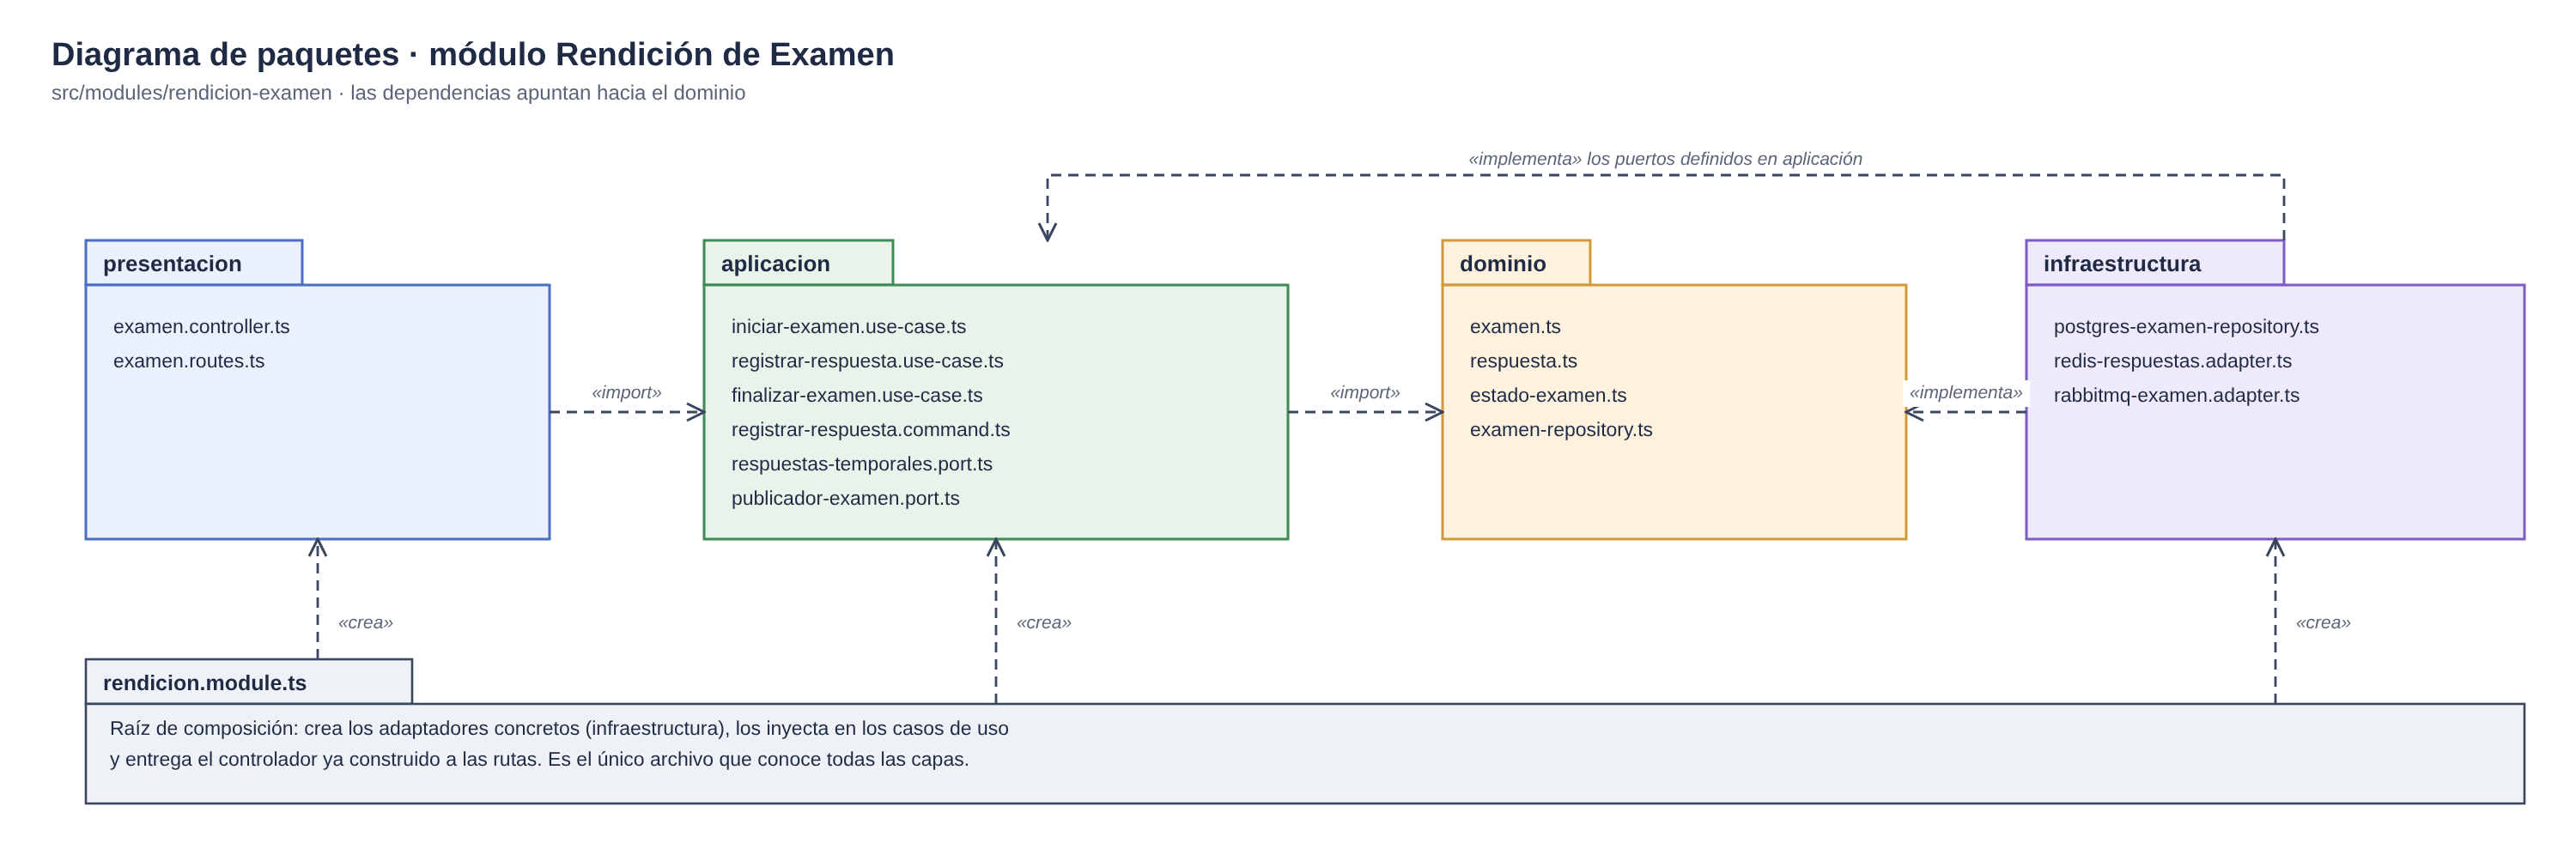 Diagrama de paquetes · módulo Rendición de Examen
src/modules/rendicion-examen · las dependencias apuntan hacia el dominio
«implementa» los puertos definidos en aplicación
presentacion
examen.controller.ts
examen.routes.ts
«import»
aplicacion
iniciar-examen.use-case.ts
registrar-respuesta.use-case.ts
finalizar-examen.use-case.ts
registrar-respuesta.command.ts
respuestas-temporales.port.ts
publicador-examen.port.ts
«import»
dominio
examen.ts
respuesta.ts
estado-examen.ts
examen-repository.ts
«implementa»
infraestructura
postgres-examen-repository.ts
redis-respuestas.adapter.ts
rabbitmq-examen.adapter.ts
«crea»
«crea»
«crea»
rendicion.module.ts
Raíz de composición: crea los adaptadores concretos (infraestructura), los inyecta en los casos de uso
y entrega el controlador ya construido a las rutas. Es el único archivo que conoce todas las capas.